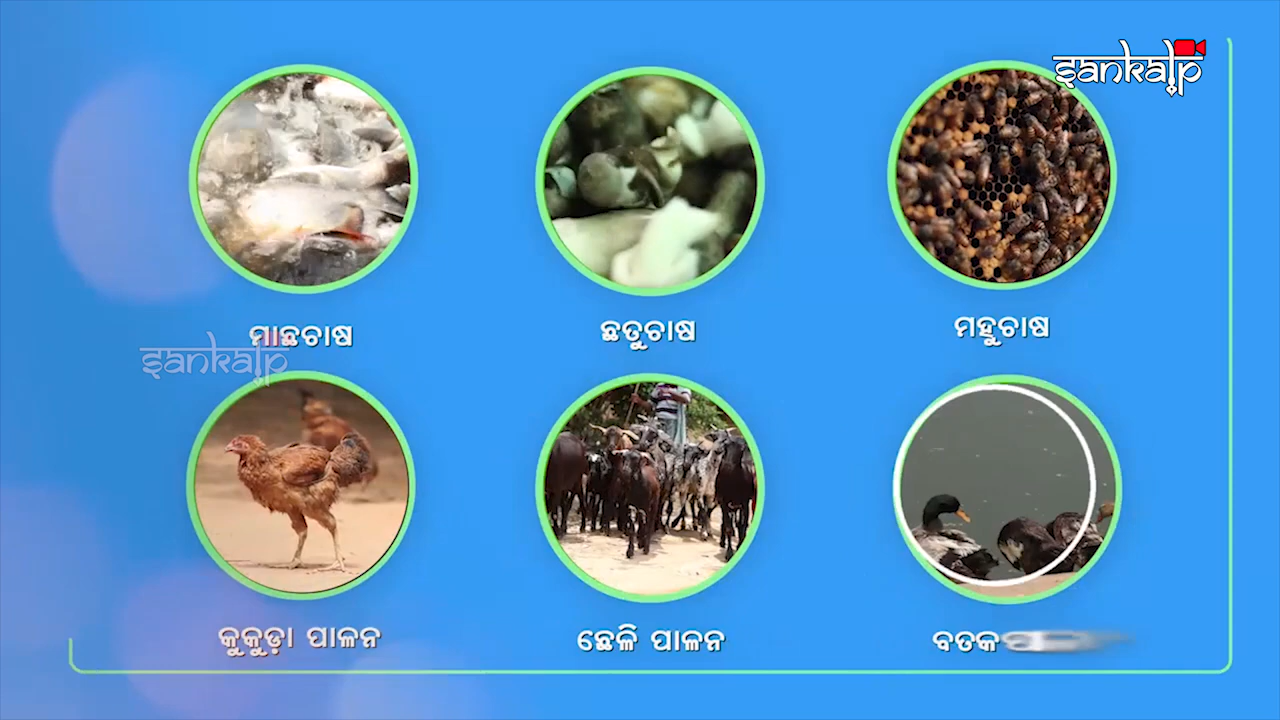 sankalp
ମାଛଚାଷ
ଛତୁଚାଷ
ମହୁଚାଷ
sankalp
କୁକୁଡ଼ା ପାଳନ
ଛେଳି ପାଳନ
ବତକ